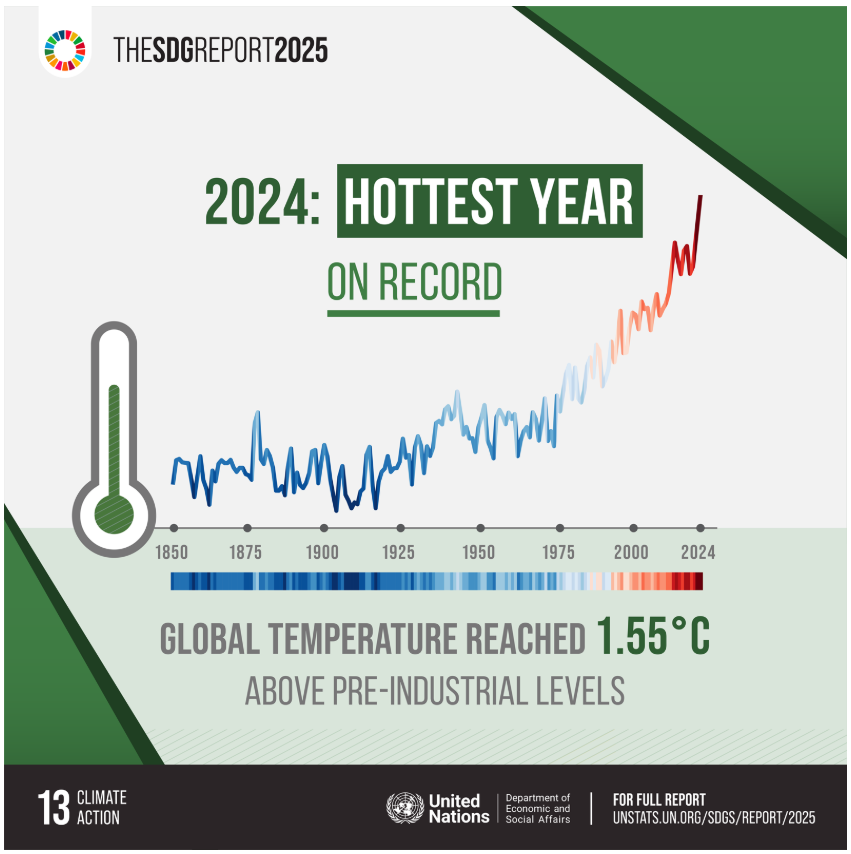 THESDGREPORT2025
2024: HOTTEST YEAR
ON RECORD
1850 1875 1900 1925 1950 1975 2000 2024
GLOBAL TEMPERATURE REACHED 1.55°C
ABOVE PRE-INDUSTRIAL LEVELS
13 CLIMATE
ACTION
United
Nations
Department of
Economic and
Social Affairs
FOR FULL REPORT
UNSTATS.UN.ORG/SDGS/REPORT/2025